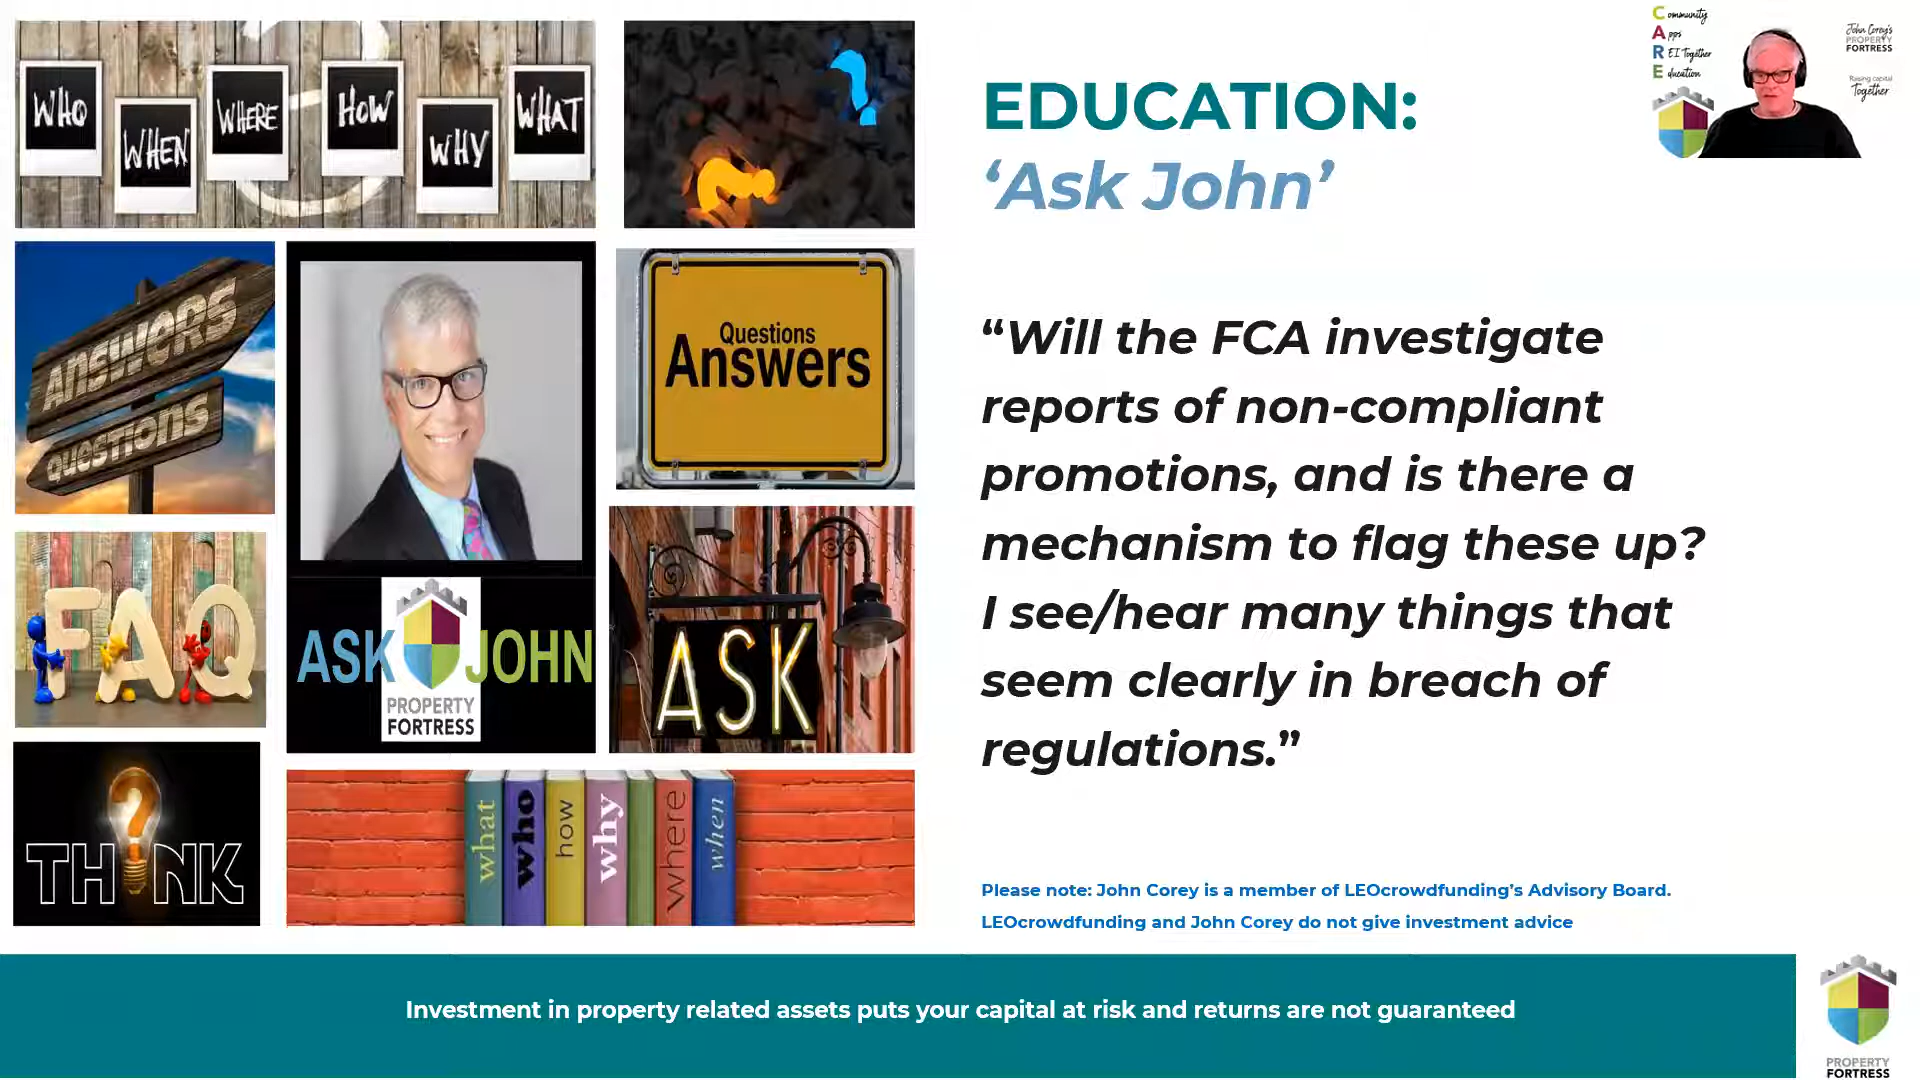 WHO
WHEN
WHERE
HOW
WHY
WHAT
ANSWERS
QUESTIONS
Questions
Answers
FAQ
ASK JOHN
PROPERTY
FORTRESS
ASK
THINK
what
who
how
why
where
when
EDUCATION:
‘Ask John’
“Will the FCA investigate
reports of non-compliant
promotions, and is there a
mechanism to flag these up?
I see/hear many things that
seem clearly in breach of
regulations.”
Please note: John Corey is a member of LEOcrowdfunding’s Advisory Board.
LEOcrowdfunding and John Corey do not give investment advice
Community
Apps
REI Together
Education
John Corey's
PROPERTY
FORTRESS
Raising capital
Together
Investment in property related assets puts your capital at risk and returns are not guaranteed
PROPERTY
FORTRESS